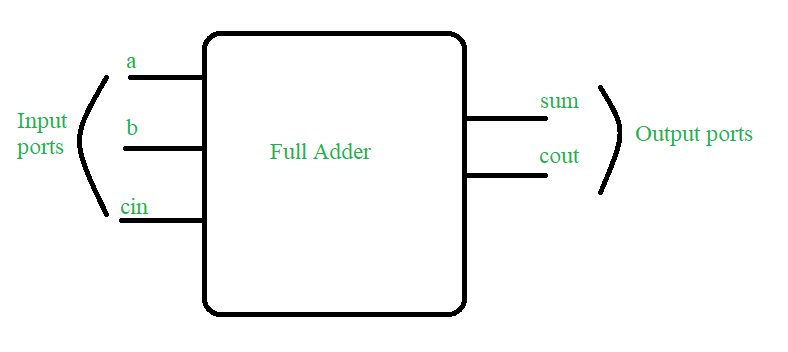 a
Input
ports
b
cin
Full Adder
sum
cout
Output ports